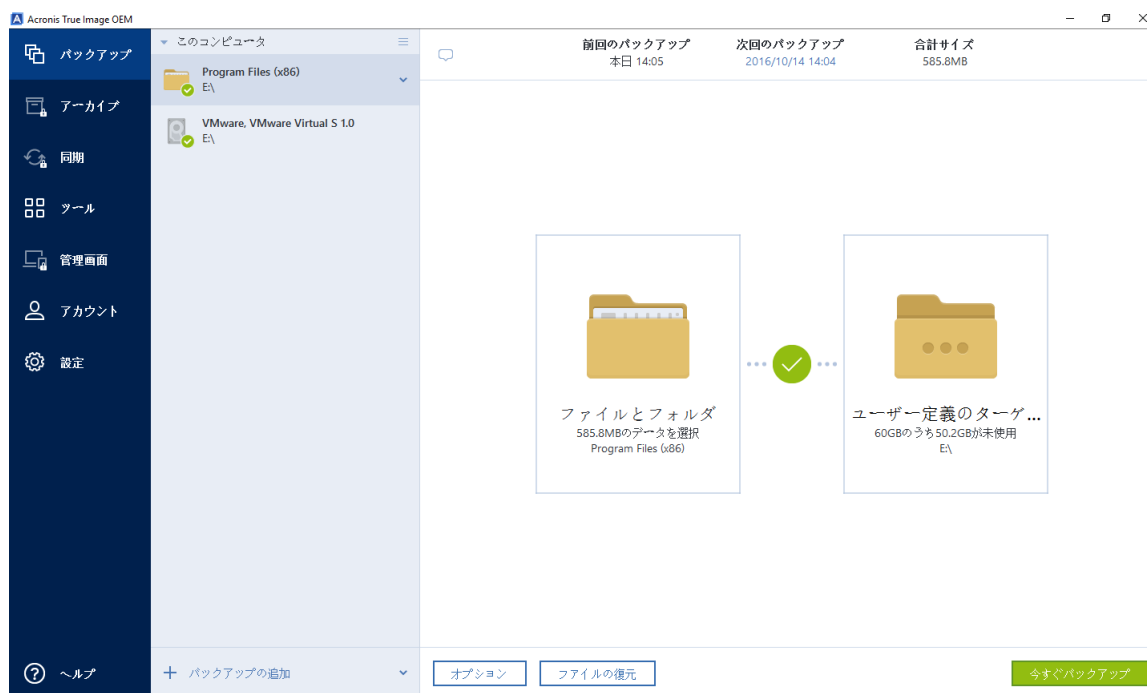 Acronis True Image OEM
バックアップ
アーカイブ
同期
ツール
管理画面
アカウント
設定
ヘルプ
このコンピュータ
Program Files (x86)
E:\
VMware, VMware Virtual S 1.0
E:\
バックアップの追加
前回のバックアップ
本日 14:05
次回のバックアップ
2016/10/14 14:04
合計サイズ
585.8MB
ファイルとフォルダ
585.8MBのデータを選択
Program Files (x86)
ユーザー定義のターゲ...
60GBのうち50.2GBが未使用
E:\
オプション
ファイルの復元
今すぐバックアップ